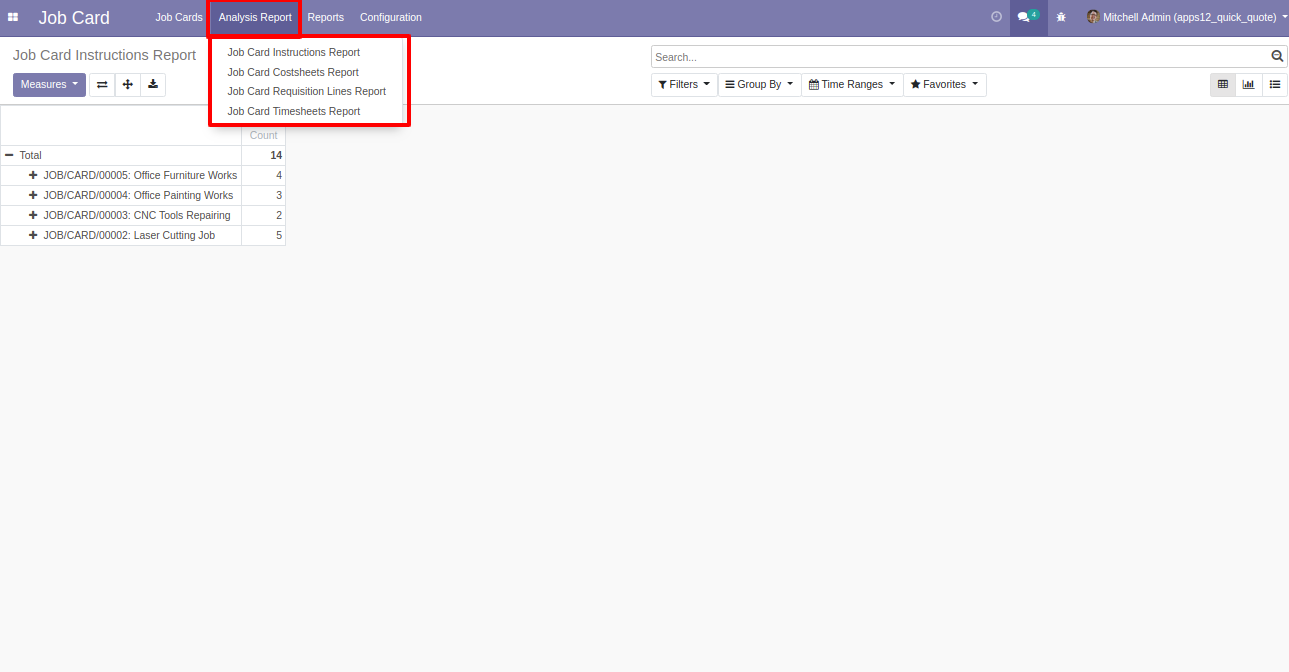 Job Card Job Cards Analysis Report Reports Configuration 4 Mitchell Admin (apps12_quick_quote)
Job Card Instructions Report
Job Card Costsheets Report
Job Card Requisition Lines Report
Job Card Timesheets Report
Job Card Instructions Report Search...
Measures Filters Group By Time Ranges Favorites
Count
Total 14
JOB/CARD/00005: Office Furniture Works 4
JOB/CARD/00004: Office Painting Works 3
JOB/CARD/00003: CNC Tools Repairing 2
JOB/CARD/00002: Laser Cutting Job 5